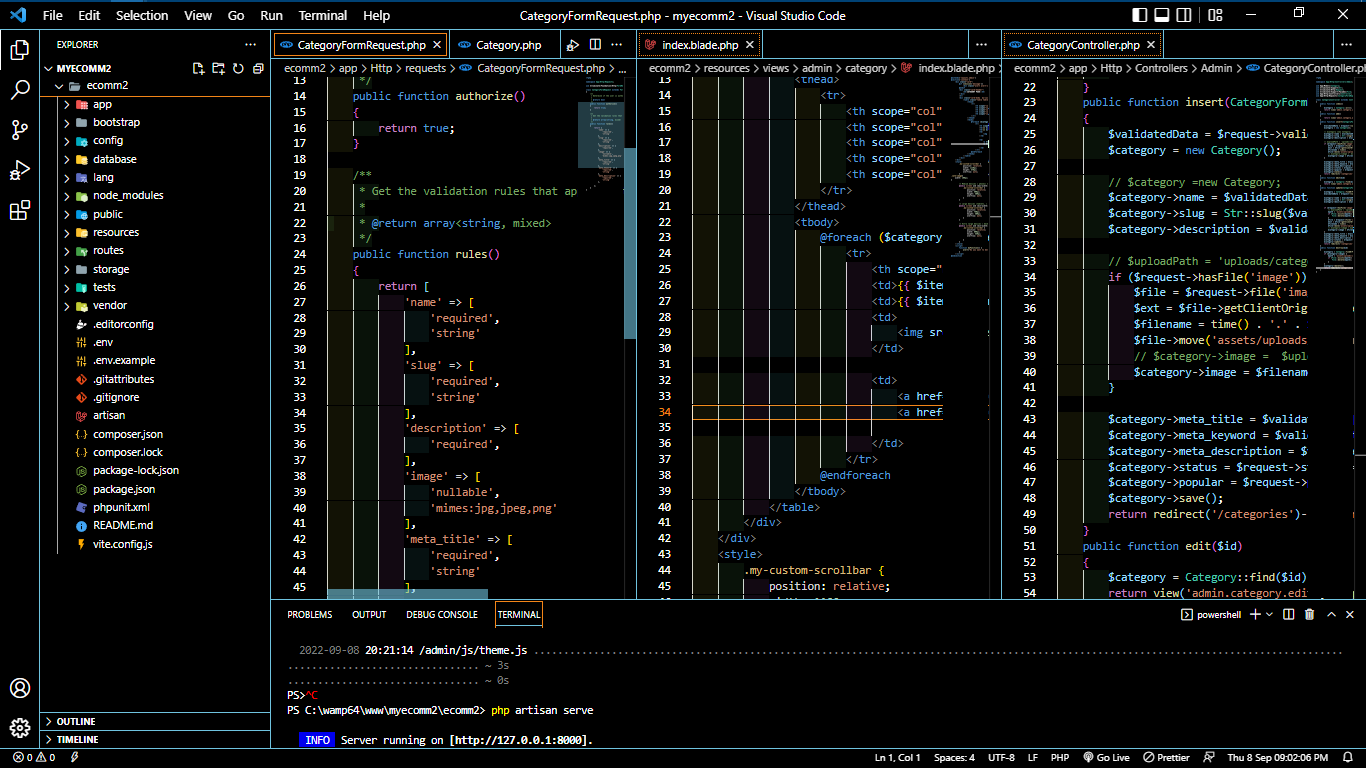 File Edit Selection View Go Run Terminal Help
CategoryFormRequest.php - myecomm2 - Visual Studio Code
EXPLORER
MYECOMM2
ecomm2
app
bootstrap
config
database
lang
node_modules
public
resources
routes
storage
tests
vendor
.editorconfig
.env
.env.example
.gitattributes
.gitignore
artisan
composer.json
composer.lock
package-lock.json
package.json
phpunit.xml
README.md
vite.config.js
OUTLINE
TIMELINE
CategoryFormRequest.php
Category.php
ecomm2 > app > Http > requests > CategoryFormRequest.php > ...
13 */
14 public function authorize()
15 {
16 return true;
17 }
18
19 /**
20 * Get the validation rules that ap
21 *
22 * @return array<string, mixed>
23 */
24 public function rules()
25 {
26 return [
27 'name' => [
28 'required',
29 'string'
30 ],
31 'slug' => [
32 'required',
33 'string'
34 ],
35 'description' => [
36 'required',
37 ],
38 'image' => [
39 'nullable',
40 'mimes:jpg,jpeg,png'
41 ],
42 'meta_title' => [
43 'required',
44 'string'
45 ],
index.blade.php
ecomm2 > resources > views > admin > category > index.blade.php
13 <thead>
14 <tr>
15 <th scope="col"
16 <th scope="col"
17 <th scope="col"
18 <th scope="col"
19 <th scope="col"
20 </tr>
21 </thead>
22 <tbody>
23 @foreach ($category
24 <tr>
25 <th scope="
26 <td>{{ $iter
27 <td>{{ $iter
28 <td>
29 <img sr
30 </td>
31
32 <td>
33 <a href
34 <a href
35
36 </td>
37 </tr>
38 @endforeach
39 </tbody>
40 </table>
41 </div>
42 </div>
43 <style>
44 .my-custom-scrollbar {
45 position: relative;
CategoryController.php
ecomm2 > app > Http > Controllers > Admin > CategoryController.ph
22 }
23 public function insert(CategoryForm
24 {
25 $validatedData = $request->valid
26 $category = new Category();
27
28 // $category =new Category;
29 $category->name = $validatedData
30 $category->slug = Str::slug($va
31 $category->description = $valida
32
33 // $uploadPath = 'uploads/categ
34 if ($request->hasFile('image'))
35 $file = $request->file('ima
36 $ext = $file->getClientOrig
37 $filename = time() . '.' .
38 $file->move('assets/uploads
39 // $category->image = $uplo
40 $category->image = $filenam
41 }
42
43 $category->meta_title = $valida
44 $category->meta_keyword = $vali
45 $category->meta_description = $
46 $category->status = $request->s
47 $category->popular = $request->
48 $category->save();
49 return redirect('/categories')-
50 }
51 public function edit($id)
52 {
53 $category = Category::find($id)
54 return view('admin.category.edi
PROBLEMS OUTPUT DEBUG CONSOLE TERMINAL
powershell
2022-09-08 20:21:14 /admin/js/theme.js
~ 3s
~ 0s
PS>^C
PS C:\wamp64\www\myecomm2\ecomm2> php artisan serve
INFO Server running on [http://127.0.0.1:8000].
0 0
Ln 1, Col 1 Spaces: 4 UTF-8 LF PHP Go Live Prettier Thu 8 Sep 09:02:06 PM